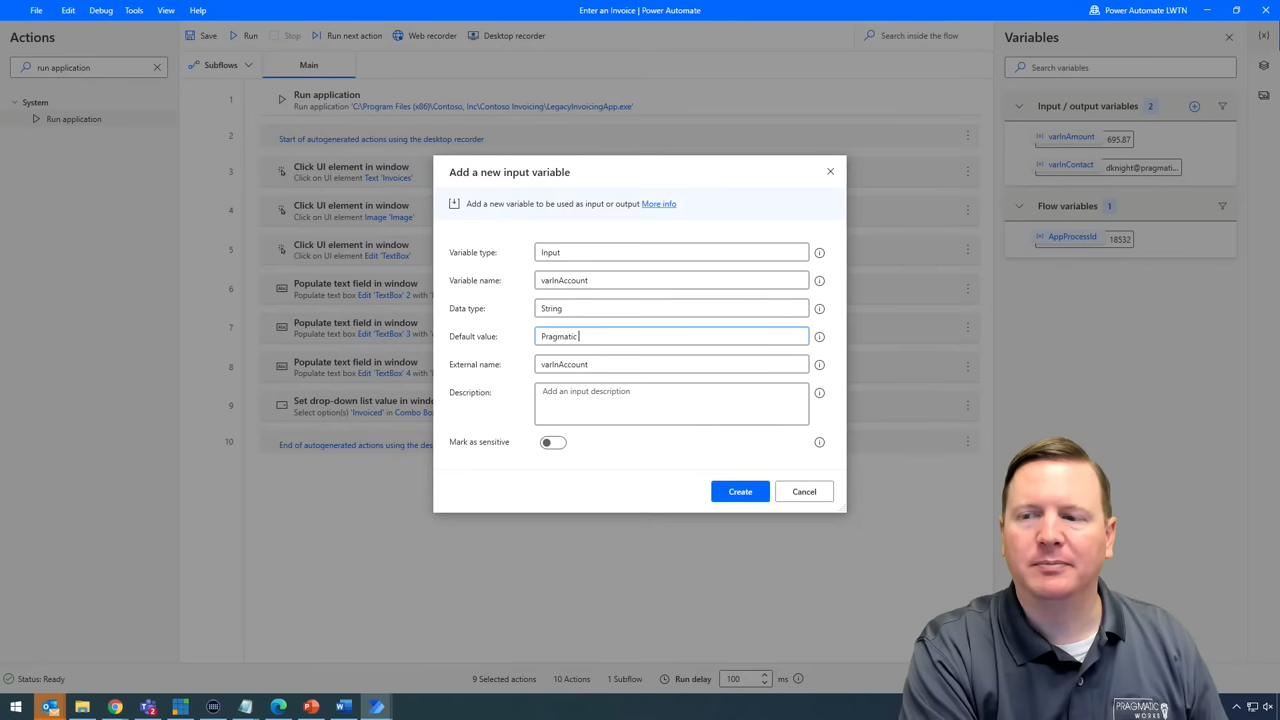 File Edit Debug Tools View Help
Enter an Invoice | Power Automate
Power Automate LWTN
Actions
run application
System
Run application
Save Run Stop Run next action Web recorder Desktop recorder
Search inside the flow
Subflows Main
1 Run application
Run application 'C:\Program Files (x86)\Contoso, Inc\Contoso Invoicing\LegacyInvoicingApp.exe'
2 Start of autogenerated actions using the desktop recorder
3 Click UI element in window
Click on UI element Text 'Invoices'
4 Click UI element in window
Click on UI element Image 'Image'
5 Click UI element in window
Click on UI element Edit 'TextBox'
6 Populate text field in window
Populate text field Edit 'TextBox' 2 with '
7 Populate text field in window
Populate text field Edit 'TextBox' 3 with '
8 Populate text field in window
Populate text field Edit 'TextBox' 4 with '
9 Set drop-down list value in window
Select option(s) 'Invoiced' in Combo Bo
10 End of autogenerated actions using the des
Add a new input variable
Add a new variable to be used as input or output More info
Variable type: Input
Variable name: varInAccount
Data type: String
Default value: Pragmatic
External name: varInAccount
Description: Add an input description
Mark as sensitive
Create Cancel
Variables
Search variables
Input / output variables 2
varInAmount 695.87
varInContact dknight@pragmati...
Flow variables 1
AppProcessId 18532
Status: Ready
9 Selected actions 10 Actions 1 Subflow Run delay 100 ms
PRAGMATIC
WORKS